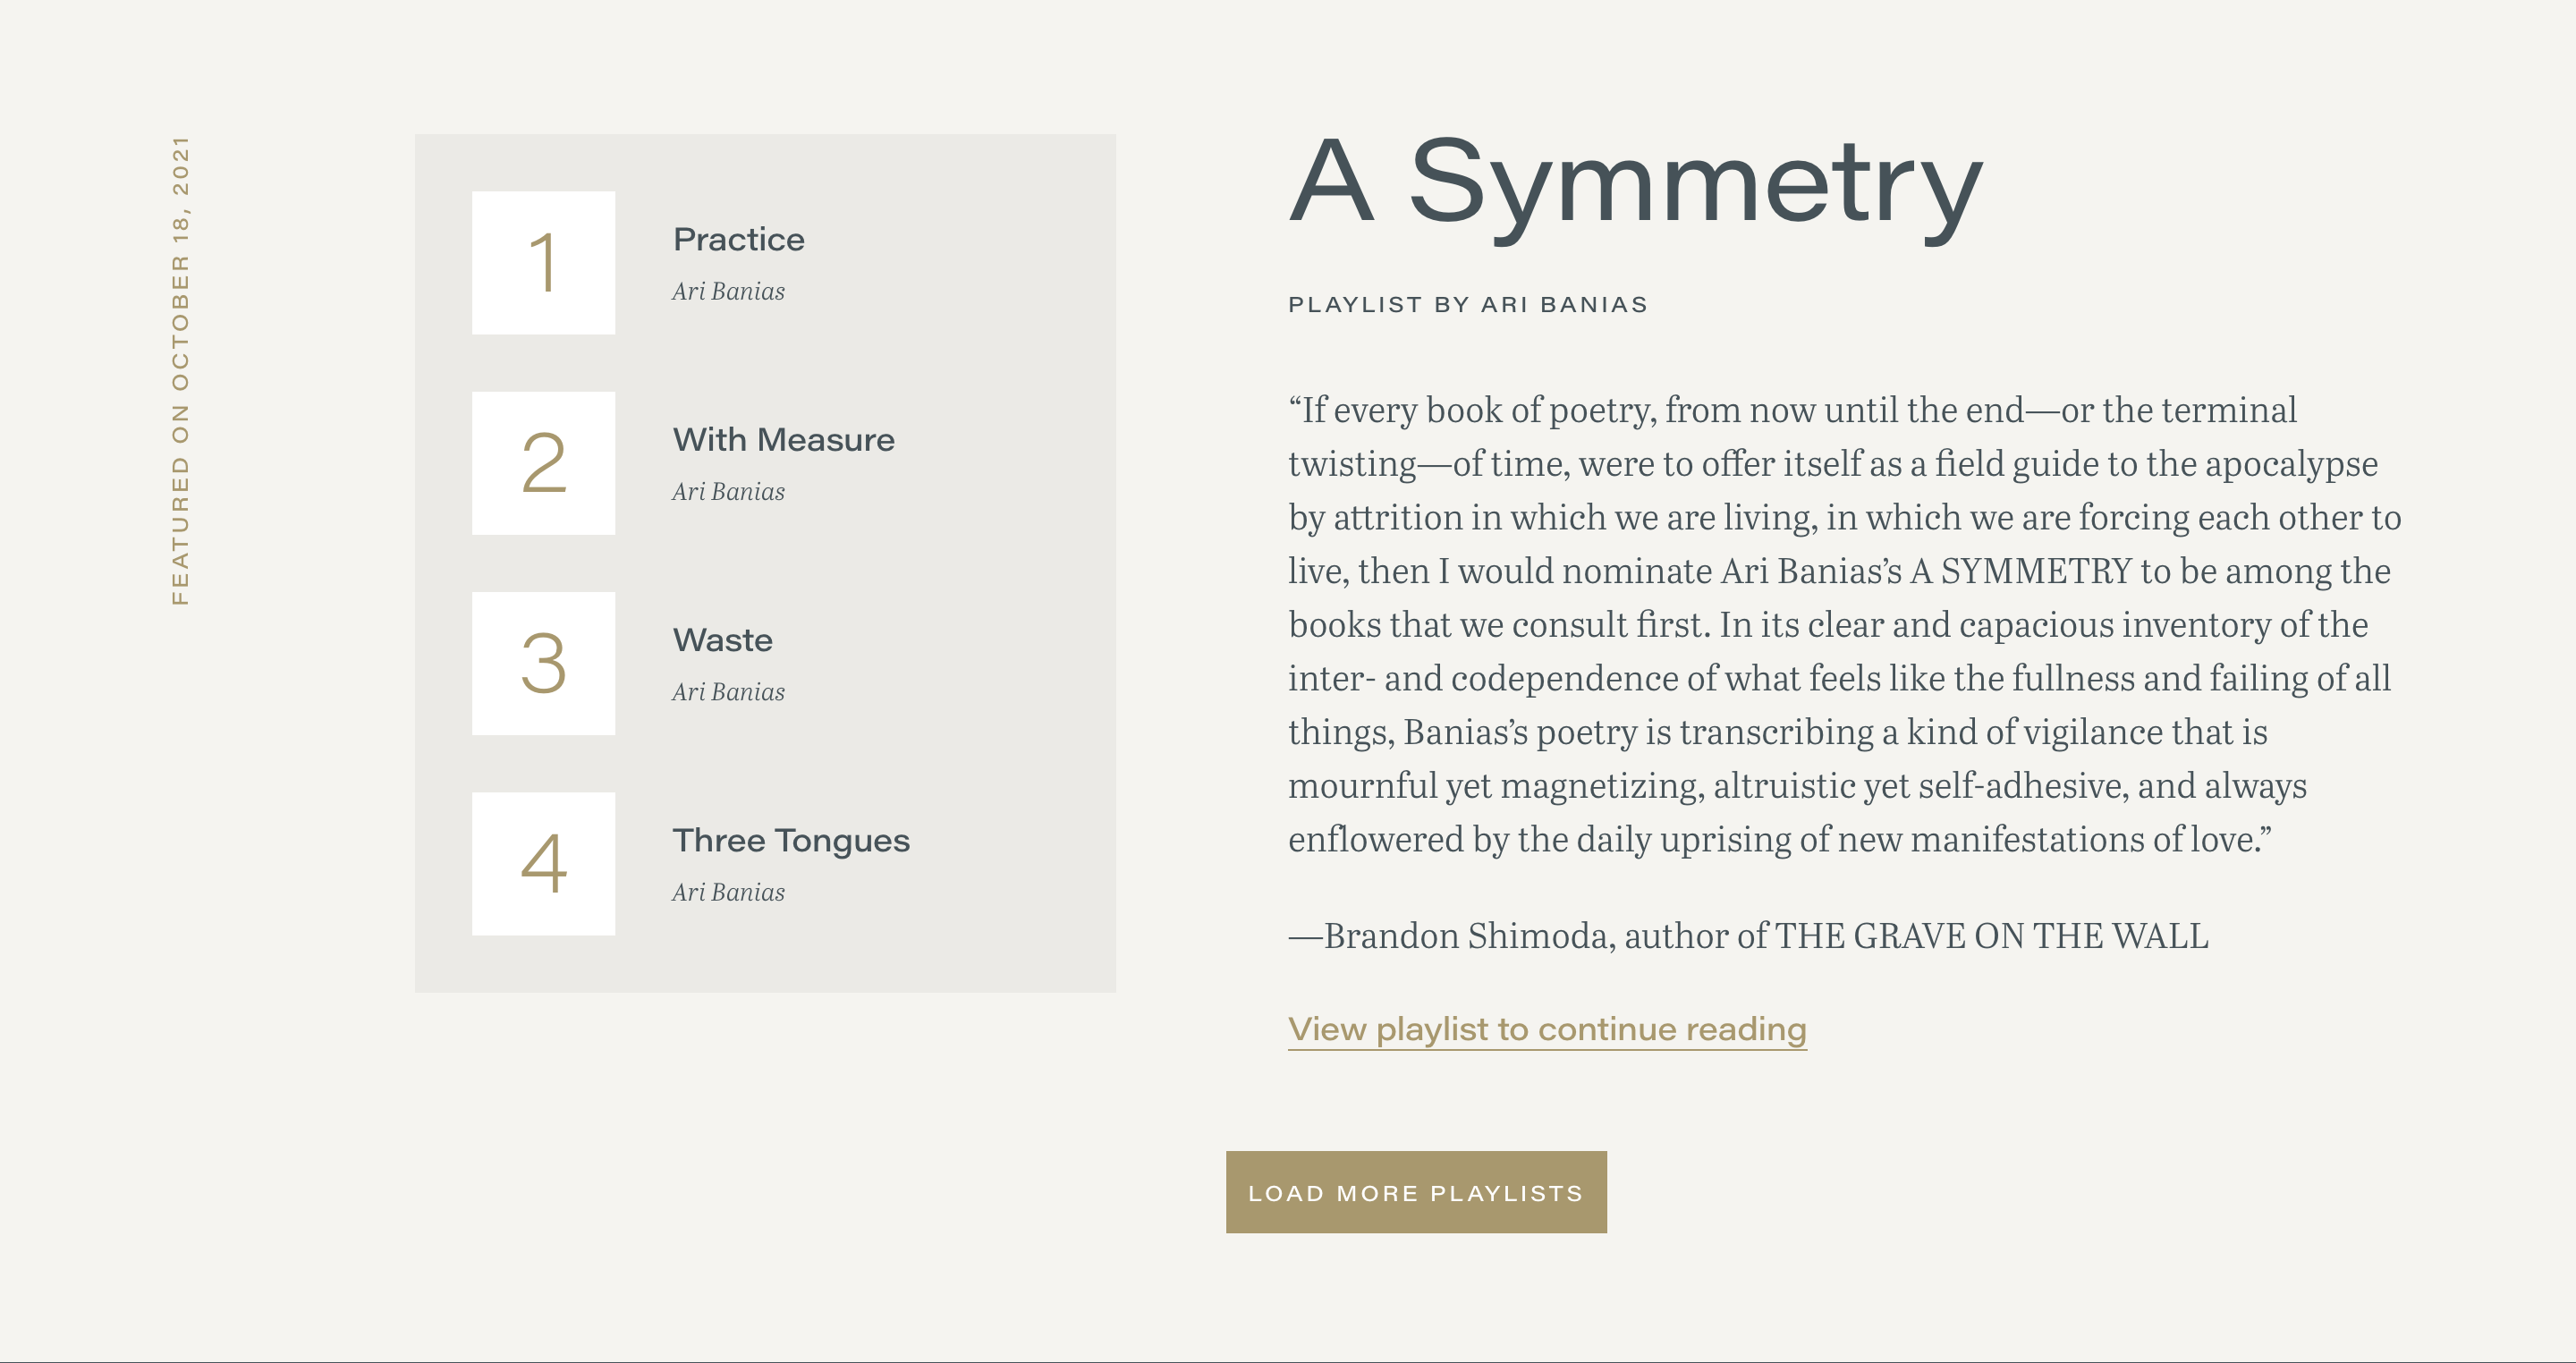 FEATURED ON OCTOBER 18, 2021
1
Practice
Ari Banias
2
With Measure
Ari Banias
3
Waste
Ari Banias
4
Three Tongues
Ari Banias
A Symmetry
PLAYLIST BY ARI BANIAS
“If every book of poetry, from now until the end—or the terminal
twisting—of time, were to offer itself as a field guide to the apocalypse
by attrition in which we are living, in which we are forcing each other to
live, then I would nominate Ari Banias’s A SYMMETRY to be among the
books that we consult first. In its clear and capacious inventory of the
inter- and codependence of what feels like the fullness and failing of all
things, Banias’s poetry is transcribing a kind of vigilance that is
mournful yet magnetizing, altruistic yet self-adhesive, and always
enflowered by the daily uprising of new manifestations of love.”
—Brandon Shimoda, author of THE GRAVE ON THE WALL
View playlist to continue reading
LOAD MORE PLAYLISTS